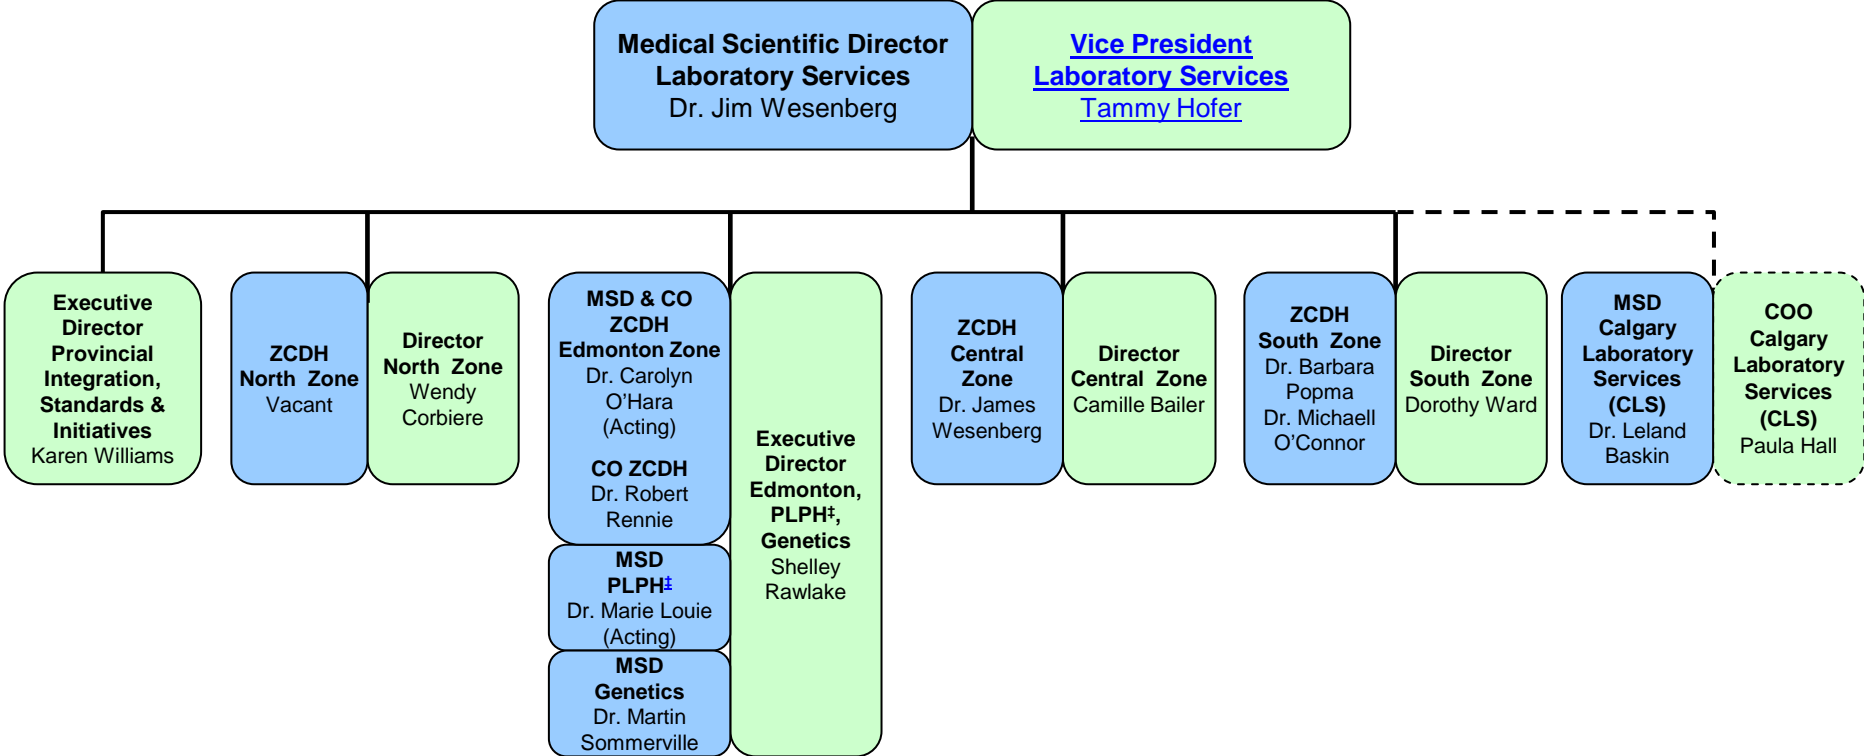 Medical Scientific Director
Laboratory Services
Dr. Jim Wesenberg
Vice President
Laboratory Services
Tammy Hofer
Executive
Director
Provincial
Integration,
Standards &
Initiatives
Karen Williams
ZCDH
North Zone
Vacant
Director
North Zone
Wendy
Corbiere
MSD & CO
ZCDH
Edmonton Zone
Dr. Carolyn
O’Hara
(Acting)
CO ZCDH
Dr. Robert
Rennie
MSD
PLPH‡
Dr. Marie Louie
(Acting)
MSD
Genetics
Dr. Martin
Sommerville
Executive
Director
Edmonton,
PLPH‡,
Genetics
Shelley
Rawlake
ZCDH
Central
Zone
Dr. James
Wesenberg
Director
Central Zone
Camille Bailer
ZCDH
South Zone
Dr. Barbara
Popma
Dr. Michaell
O’Connor
Director
South Zone
Dorothy Ward
MSD
Calgary
Laboratory
Services
(CLS)
Dr. Leland
Baskin
COO
Calgary
Laboratory
Services
(CLS)
Paula Hall